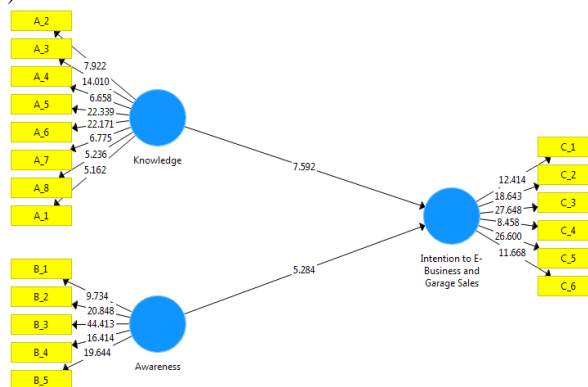 A_2
A_3
A_4
A_5
A_6
A_7
A_8
A_1
7.922
14.010
6.658
22.339
22.171
6.775
5.236
5.162
Knowledge
7.592
B_1
B_2
B_3
B_4
B_5
9.734
20.848
44.413
16.414
19.644
Awareness
5.284
Intention to E-
Business and
Garage Sales
12.414
18.643
27.648
8.458
26.600
11.668
C_1
C_2
C_3
C_4
C_5
C_6